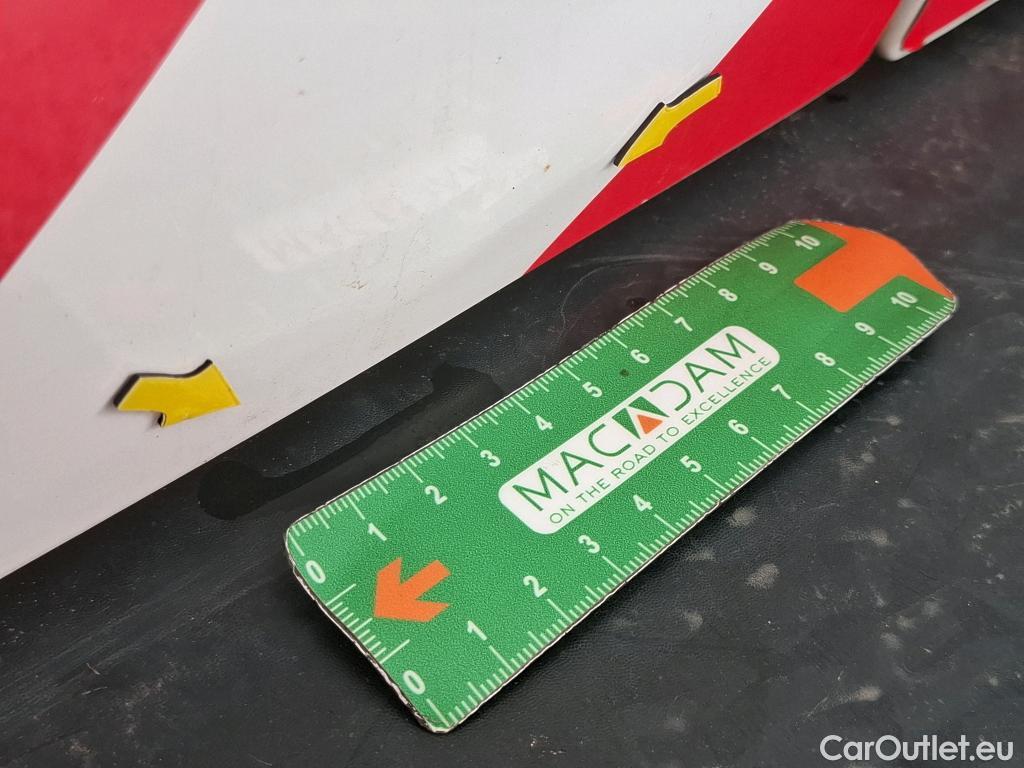 0 1 2 3 4 5 6 7 8 9 10
MACADAM
ON THE ROAD TO EXCELLENCE
0 1 2 3 4 5 6 7 8 9 10
CarOutlet.eu